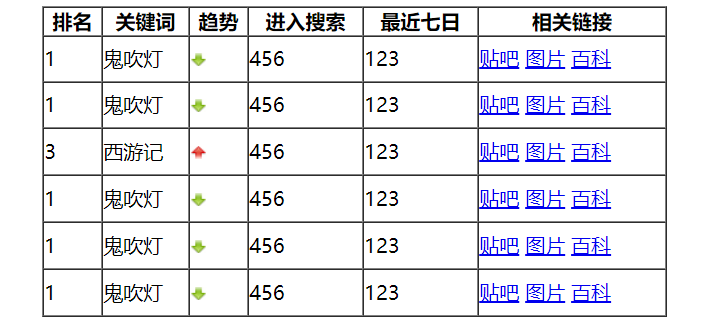 排名 关键词 趋势 进入搜索 最近七日 相关链接
1 鬼吹灯 456 123 贴吧 图片 百科
1 鬼吹灯 456 123 贴吧 图片 百科
3 西游记 456 123 贴吧 图片 百科
1 鬼吹灯 456 123 贴吧 图片 百科
1 鬼吹灯 456 123 贴吧 图片 百科
1 鬼吹灯 456 123 贴吧 图片 百科